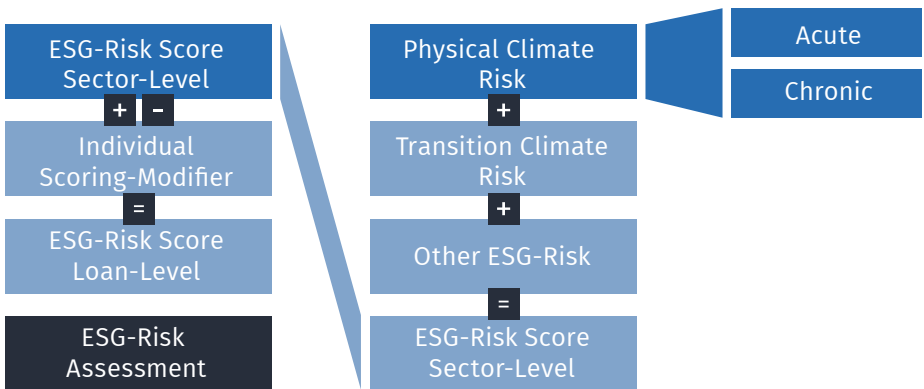 ESG-Risk Score
Sector-Level
+ -
Individual
Scoring-Modifier
=
ESG-Risk Score
Loan-Level
ESG-Risk
Assessment
Physical Climate
Risk
+
Transition Climate
Risk
+
Other ESG-Risk
=
ESG-Risk Score
Sector-Level
Acute
Chronic